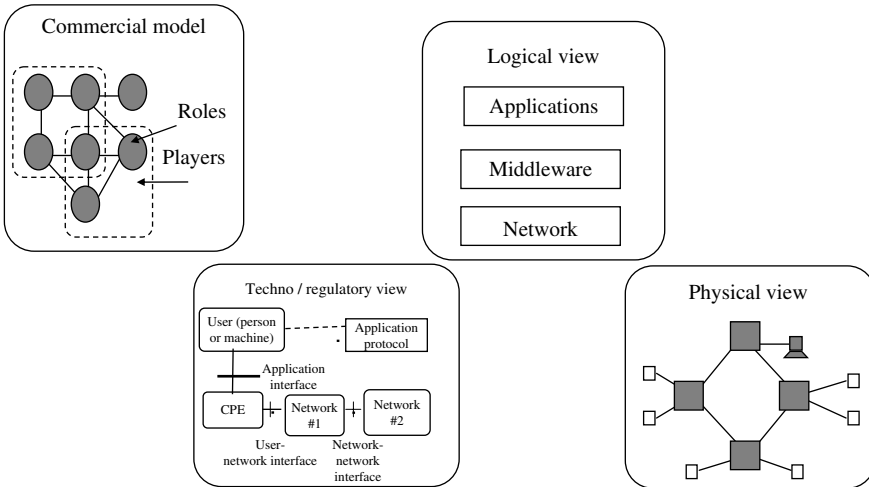 Commercial model
Roles
Players
Logical view
Applications
Middleware
Network
Techno / regulatory view
User (person
or machine)
Application
protocol
Application
interface
CPE
Network
#1
Network
#2
User-
network interface
Network-
network
interface
Physical view